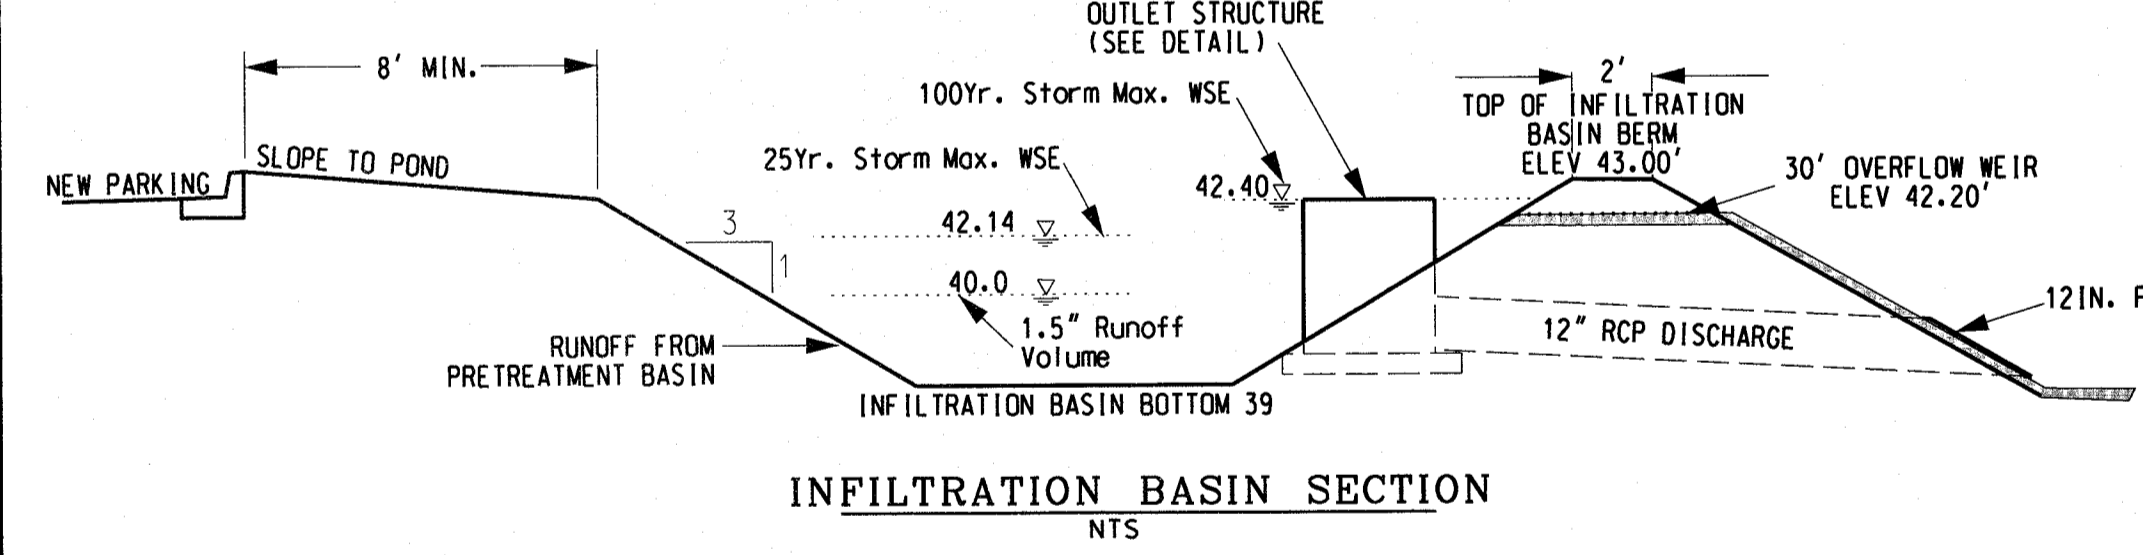 OUTLET STRUCTURE
(SEE DETAIL)
8' MIN.
2'
100Yr. Storm Max. WSE
TOP OF INFILTRATION
BASIN BERM
ELEV 43.00'
SLOPE TO POND
25Yr. Storm Max. WSE
30' OVERFLOW WEIR
ELEV 42.20'
NEW PARKING
42.40
3
1
42.14
40.0
12IN.
1.5" Runoff
Volume
12" RCP DISCHARGE
RUNOFF FROM
PRETREATMENT BASIN
INFILTRATION BASIN BOTTOM 39
INFILTRATION BASIN SECTION
NTS